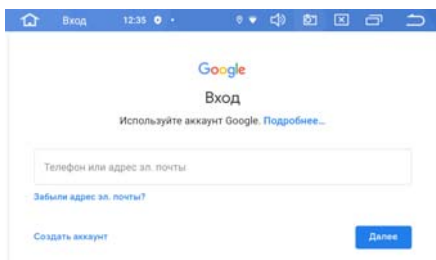 Вход 12:35
Google
Вход
Используйте аккаунт Google. Подробнее...
Телефон или адрес эл. почты
Забыли адрес эл. почты?
Создать аккаунт Далее